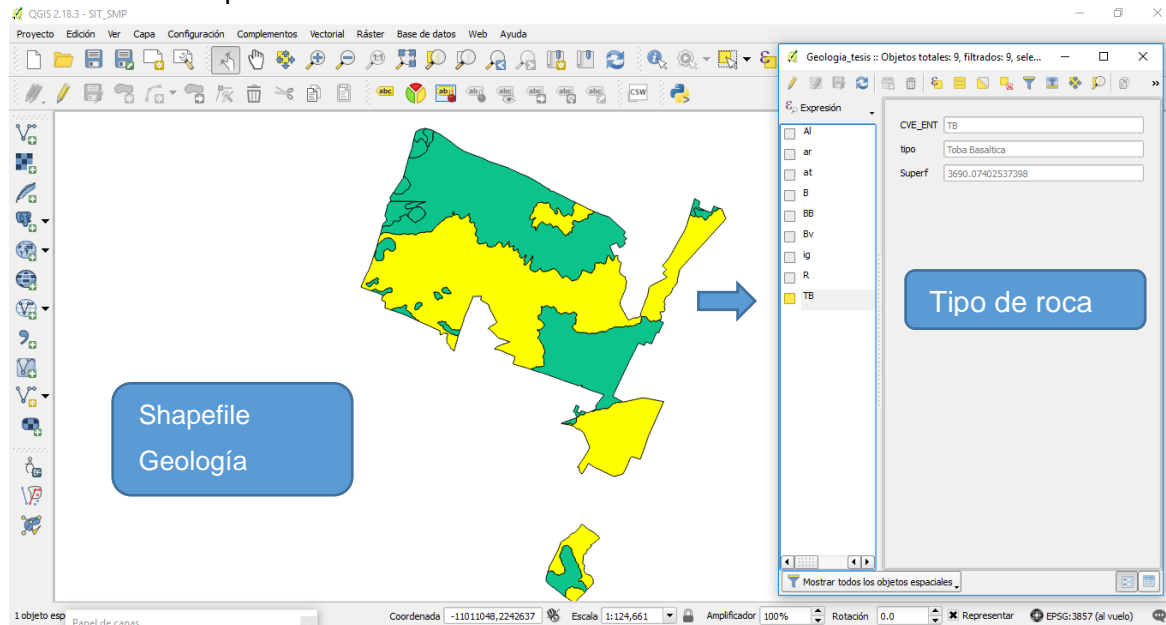 QGIS 2.18.3 - SIT_SMP
Proyecto Edición Ver Capa Configuración Complementos Vectorial Ráster Base de datos Web Ayuda
Geologia_tesis :: Objetos totales: 9, filtrados: 9, sele...
Expresión
Al
ar
at
B
BB
Bv
ig
R
TB
CVE_ENT TB
tipo Toba Basaltica
Superf 3690.07402537398
Tipo de roca
Shapefile
Geología
Mostrar todos los objetos espaciales
1 objeto esp
Panel de capas
Coordenada -11011048,2242637 Escala 1:124,661 Amplificador 100% Rotación 0.0 Representar EPSG:3857 (al vuelo)